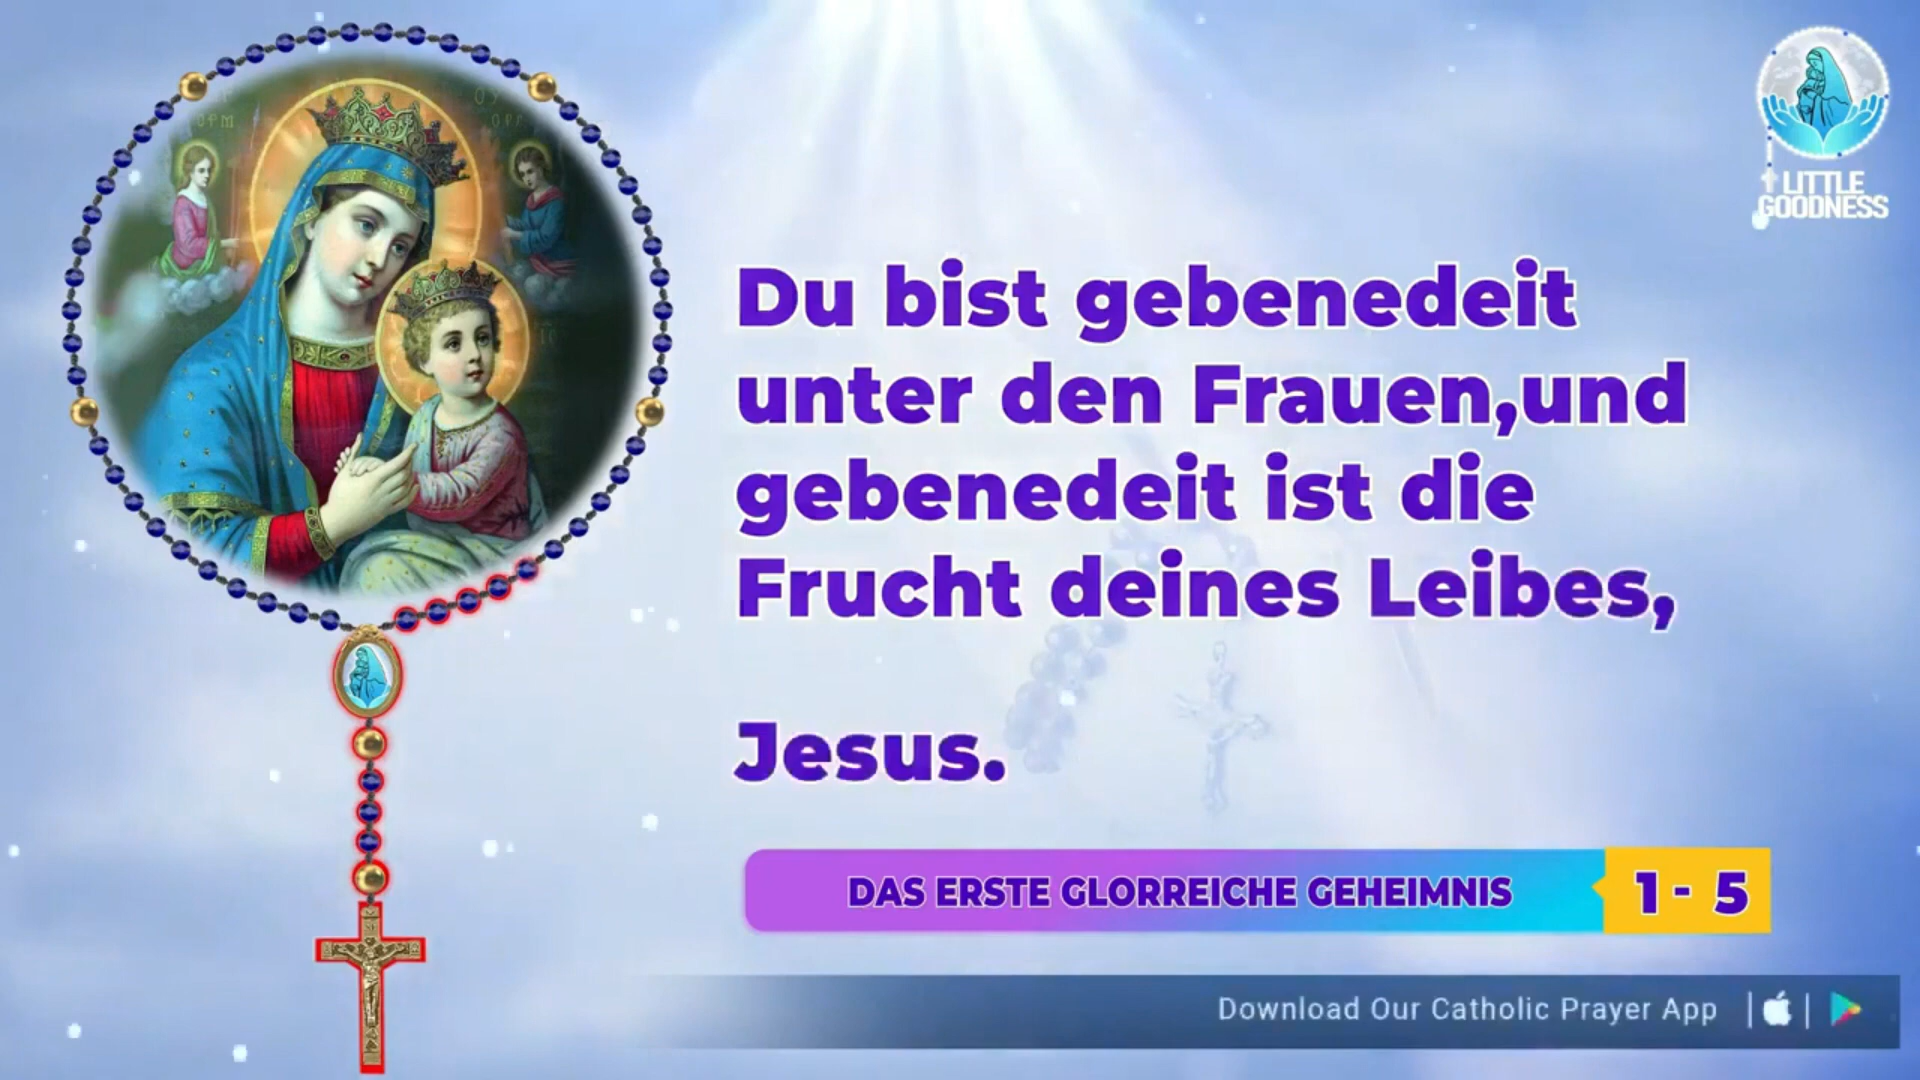 LITTLE
GOODNESS
Du bist gebenedeit
unter den Frauen,und
gebenedeit ist die
Frucht deines Leibes,
Jesus.
DAS ERSTE GLORREICHE GEHEIMNIS
1 - 5
Download Our Catholic Prayer App